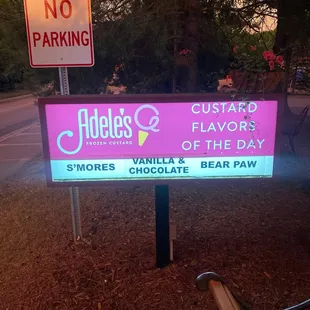 NO
PARKING
Adele's
FROZEN CUSTARD
CUSTARD
FLAVORS
OF THE DAY
S'MORES
VANILLA &
CHOCOLATE
BEAR PAW